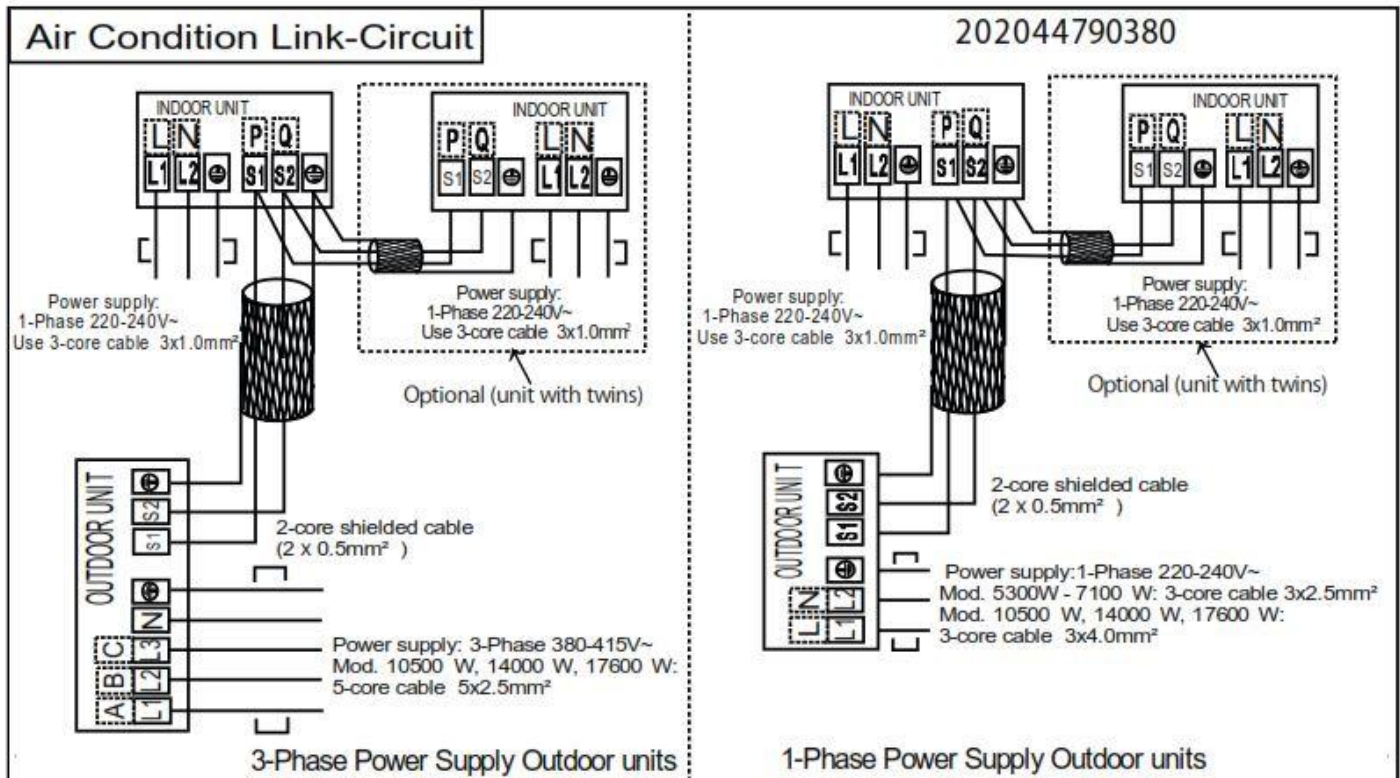 Air Condition Link-Circuit
INDOOR UNIT
L N P Q
L1 L2 S1 S2
INDOOR UNIT
P Q L N
S1 S2 L1 L2
Power supply:
1-Phase 220-240V~
Use 3-core cable 3x1.0mm²
Power supply:
1-Phase 220-240V~
Use 3-core cable 3x1.0mm²
Optional (unit with twins)
OUTDOOR UNIT
S2
S1
N
C L3
B L2
A L1
2-core shielded cable
(2 x 0.5mm² )
Power supply: 3-Phase 380-415V~
Mod. 10500 W, 14000 W, 17600 W:
5-core cable 5x2.5mm²
3-Phase Power Supply Outdoor units
202044790380
INDOOR UNIT
L N P Q
L1 L2 S1 S2
INDOOR UNIT
P Q L N
S1 S2 L1 L2
Power supply:
1-Phase 220-240V~
Use 3-core cable 3x1.0mm²
Power supply:
1-Phase 220-240V~
Use 3-core cable 3x1.0mm²
Optional (unit with twins)
OUTDOOR UNIT
S2
S1
N L2
L L1
2-core shielded cable
(2 x 0.5mm² )
Power supply:1-Phase 220-240V~
Mod. 5300W - 7100 W: 3-core cable 3x2.5mm²
Mod. 10500 W, 14000 W, 17600 W:
3-core cable 3x4.0mm²
1-Phase Power Supply Outdoor units